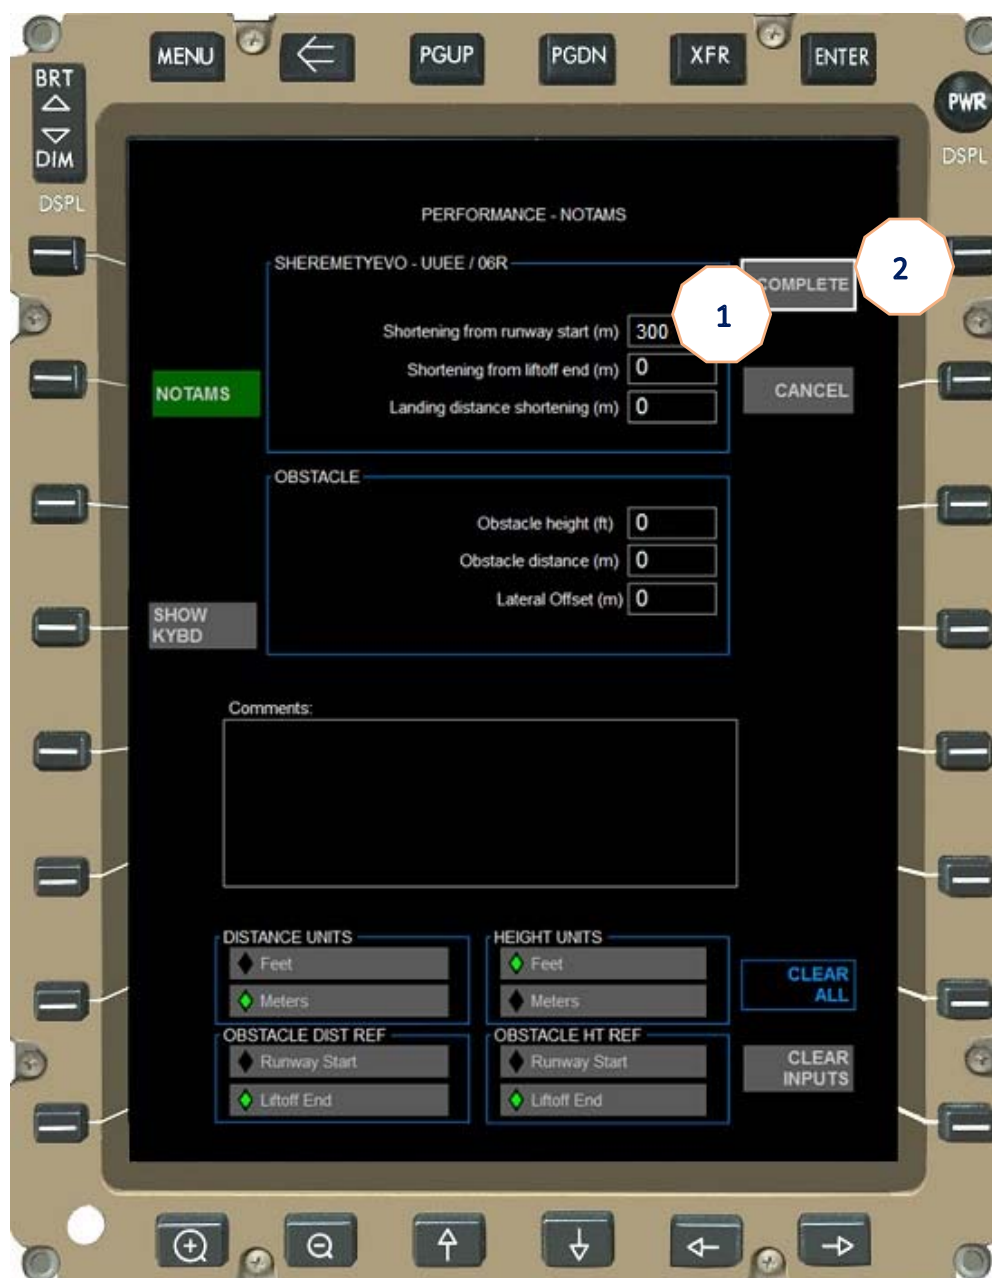 MENU
PGUP
PGDN
XFR
ENTER
BRT
DIM
DSPL
PWR
DSPL
PERFORMANCE - NOTAMS
SHEREMETYEVO - UUEE / 06R
COMPLETE
2
1
Shortening from runway start (m) 300
Shortening from liftoff end (m) 0
Landing distance shortening (m) 0
NOTAMS
CANCEL
OBSTACLE
Obstacle height (ft) 0
Obstacle distance (m) 0
Lateral Offset (m) 0
SHOW
KYBD
Comments:
DISTANCE UNITS
Feet
Meters
HEIGHT UNITS
Feet
Meters
CLEAR
ALL
OBSTACLE DIST REF
Runway Start
Liftoff End
OBSTACLE HT REF
Runway Start
Liftoff End
CLEAR
INPUTS